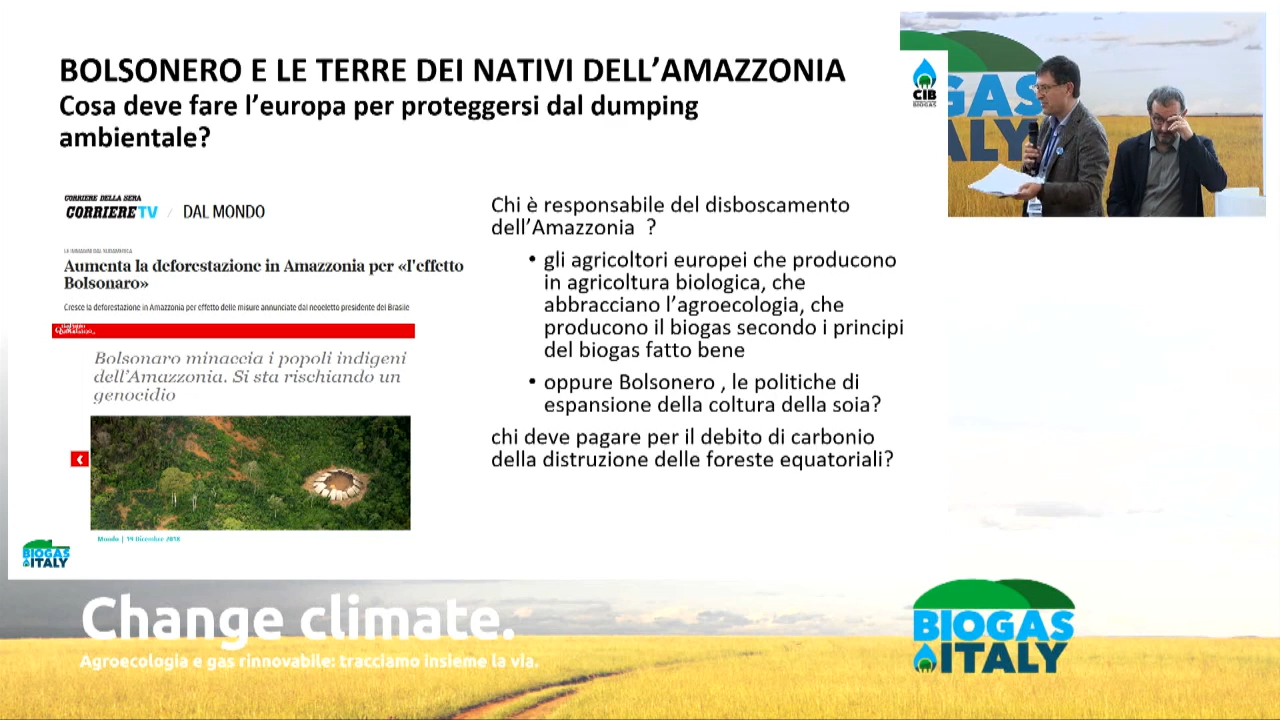 BOLSONERO E LE TERRE DEI NATIVI DELL'AMAZZONIA
Cosa deve fare l'europa per proteggersi dal dumping
ambientale?
CORRIERE DELLA SERA
CORRIERE TV / DAL MONDO
Aumenta la deforestazione in Amazzonia per «l'effetto
Bolsonaro»
Cresce la deforestazione in Amazzonia per effetto delle misure annunciate dal neoeletto presidente del Brasile
Bolsonaro minaccia i popoli indigeni
dell'Amazzonia. Si sta rischiando un
genocidio
Mondo | 19 Dicembre 2018
Chi è responsabile del disboscamento
dell'Amazzonia ?
• gli agricoltori europei che producono
in agricoltura biologica, che
abbracciano l'agroecologia, che
producono il biogas secondo i principi
del biogas fatto bene
• oppure Bolsonero , le politiche di
espansione della coltura della soia?
chi deve pagare per il debito di carbonio
della distruzione delle foreste equatoriali?
BIOGAS
ITALY
CIB
GAS
ITALY
Change climate.
Agroecologia e gas rinnovabile: tracciamo insieme la via.
BIOGAS
ITALY